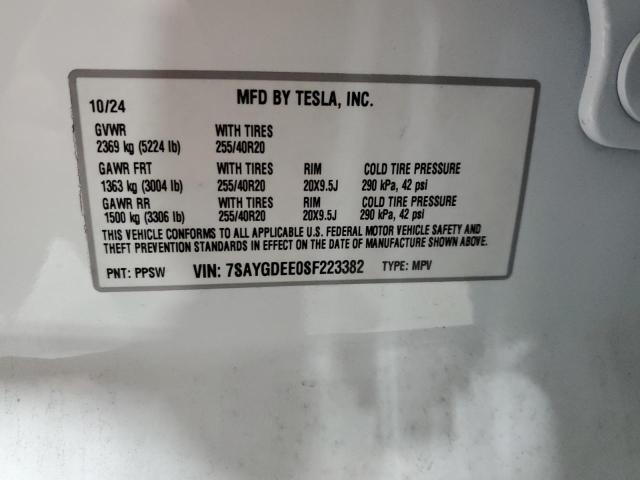 10/24 MFD BY TESLA, INC.
GVWR WITH TIRES
2369 kg (5224 lb) 255/40R20
GAWR FRT WITH TIRES RIM COLD TIRE PRESSURE
1363 kg (3004 lb) 255/40R20 20X9.5J 290 kPa, 42 psi
GAWR RR WITH TIRES RIM COLD TIRE PRESSURE
1500 kg (3306 lb) 255/40R20 20X9.5J 290 kPa, 42 psi
THIS VEHICLE CONFORMS TO ALL APPLICABLE U.S. FEDERAL MOTOR VEHICLE SAFETY AND
THEFT PREVENTION STANDARDS IN EFFECT ON THE DATE OF MANUFACTURE SHOWN ABOVE.
PNT: PPSW VIN: 7SAYGDEE0SF223382 TYPE: MPV